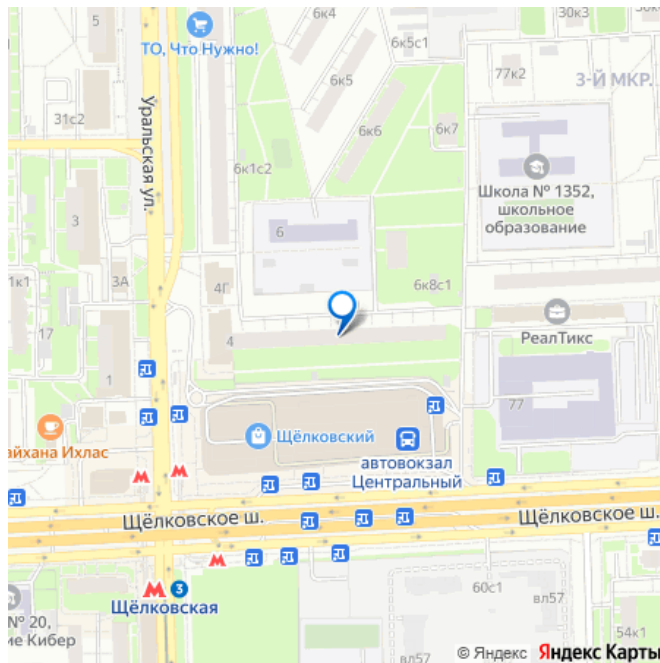 5
6к4
30к3
ТО, Что Нужно!
6к5с1
6к5
77к2
3-Й МКР.
31с2
6к6
6к7
Уральская ул.
6к1с2
Школа № 1352,
школьное
образование
3
6
3А
4Г
6к8с1
1к1
17
4
РеалТикс
1
77
айхана Ихлас
Щёлковский
автовокзал
Центральный
Щёлковское ш.
Щёлковское ш.
3
60с1
вл57
Щёлковская
№ 20,
ие Кибер
54к1
вл57
© Яндекс Яндекс Карты